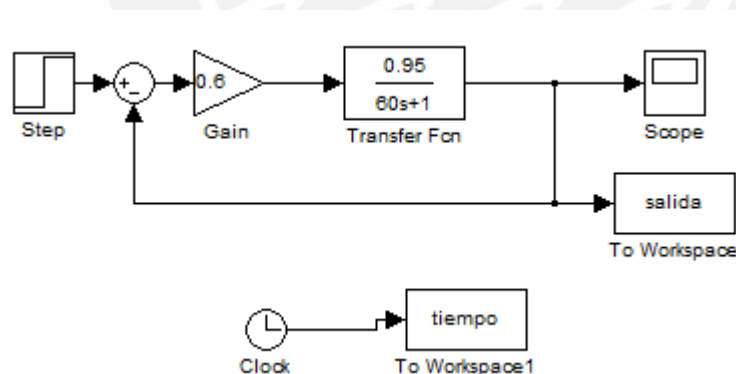 +
-
0.6
0.95
60s+1
Step
Gain
Transfer Fcn
Scope
salida
To Workspace
tiempo
Clock
To Workspace1